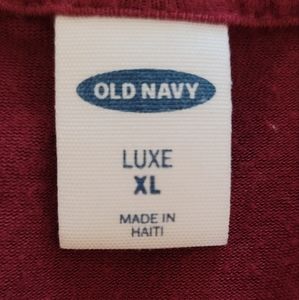 OLD NAVY
LUXE
XL
MADE IN
HAITI